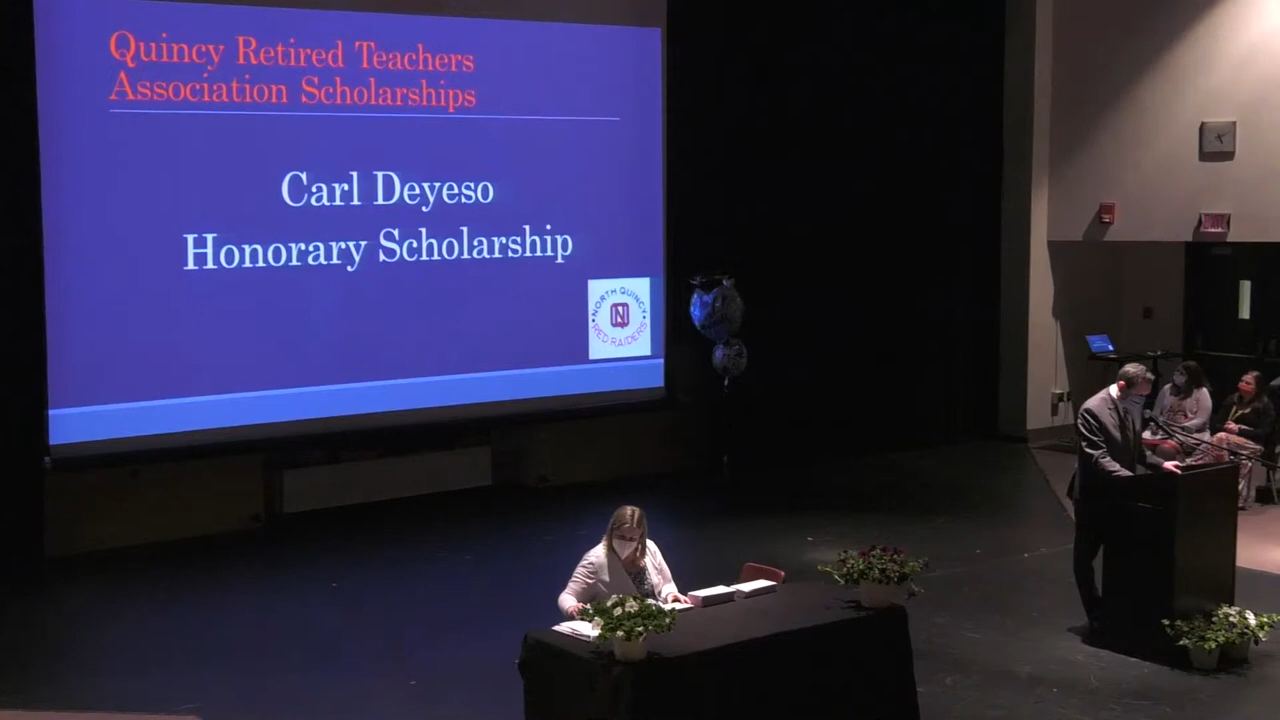 Quincy Retired Teachers
Association Scholarships
Carl Deyeso
Honorary Scholarship
NORTH QUINCY
N
RED RAIDERS